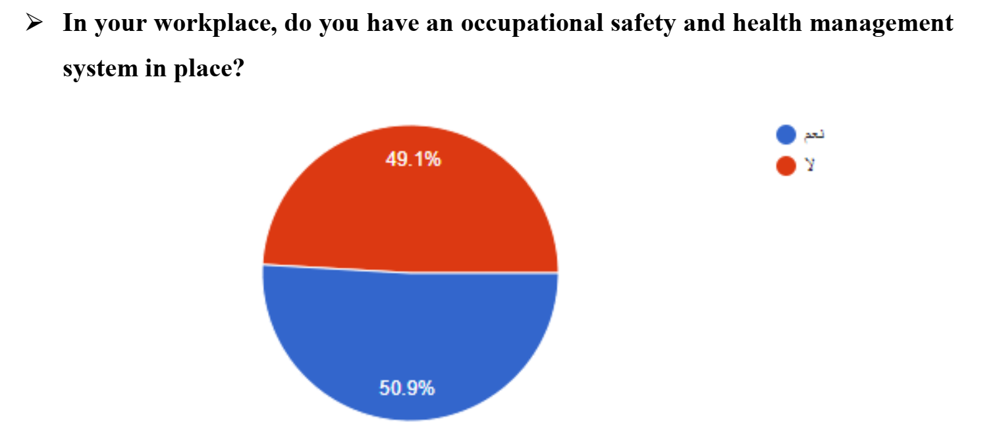 ➢ In your workplace, do you have an occupational safety and health management
system in place?
49.1%
50.9%
نعم
لا